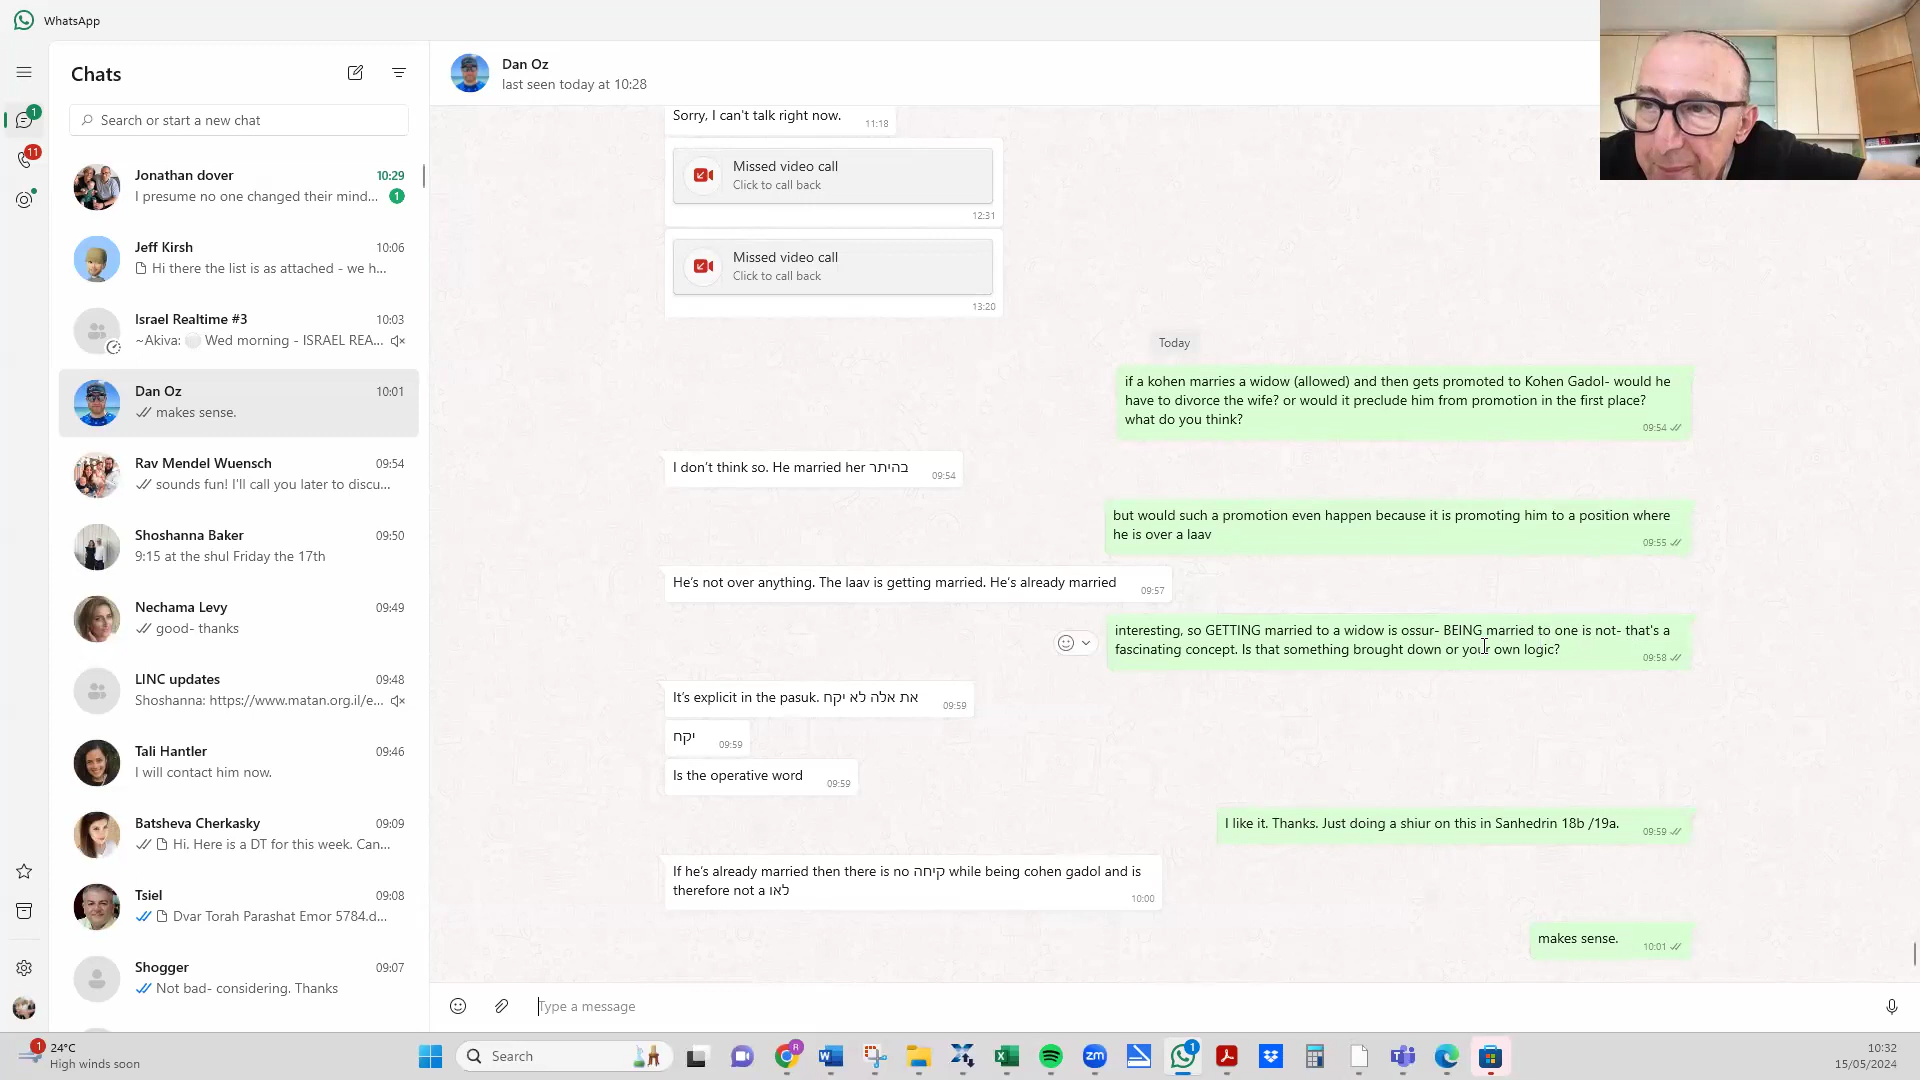 WhatsApp
Chats
Search or start a new chat
1
11
Jonathan dover 10:29
I presume no one changed their mind... 1
Jeff Kirsh 10:06
Hi there the list is as attached - we h...
Israel Realtime #3 10:03
~Akiva: Wed morning - ISRAEL REA...
Dan Oz 10:01
makes sense.
Rav Mendel Wuensch 09:54
sounds fun! I'll call you later to discu...
Shoshanna Baker 09:50
9:15 at the shul Friday the 17th
Nechama Levy 09:49
good- thanks
LINC updates 09:48
Shoshanna: https://www.matan.org.il/e...
Tali Hantler 09:46
I will contact him now.
Batsheva Cherkasky 09:09
Hi. Here is a DT for this week. Can...
Tsiel 09:08
Dvar Torah Parashat Emor 5784.d...
Shogger 09:07
Not bad- considering. Thanks
Dan Oz
last seen today at 10:28
Sorry, I can't talk right now. 11:18
Missed video call
Click to call back
12:31
Missed video call
Click to call back
13:20
Today
if a kohen marries a widow (allowed) and then gets promoted to Kohen Gadol- would he
have to divorce the wife? or would it preclude him from promotion in the first place?
what do you think? 09:54
I don't think so. He married her בהיתר 09:54
but would such a promotion even happen because it is promoting him to a position where
he is over a laav 09:55
He's not over anything. The laav is getting married. He's already married 09:57
interesting, so GETTING married to a widow is ossur- BEING married to one is not- that's a
fascinating concept. Is that something brought down or your own logic? 09:58
It's explicit in the pasuk. את אלה לא יקח 09:59
יקח 09:59
Is the operative word 09:59
I like it. Thanks. Just doing a shiur on this in Sanhedrin 18b /19a. 09:59
If he's already married then there is no קיחה while being cohen gadol and is
therefore not a לאו 10:00
makes sense. 10:01
Type a message
1
24°C
High winds soon
Search
R
zm
1
10:32
15/05/2024